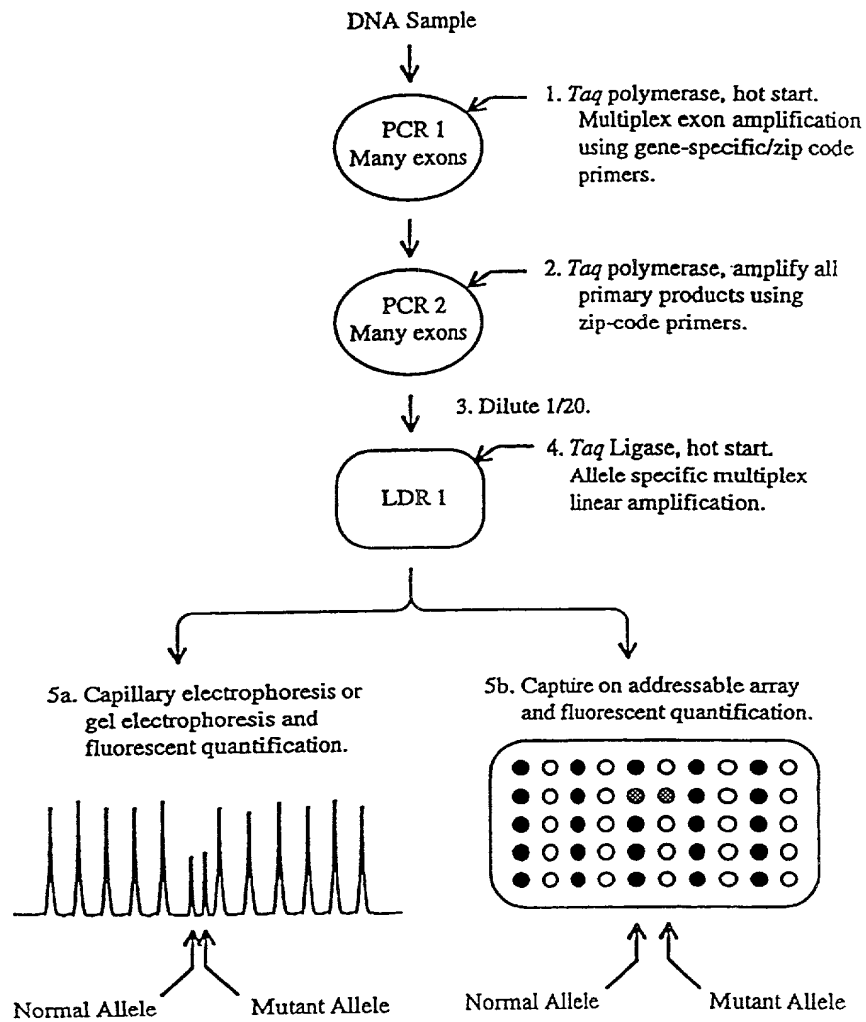 DNA Sample
PCR 1
Many exons
1. Taq polymerase, hot start.
Multiplex exon amplification
using gene-specific/zip code
primers.
PCR 2
Many exons
2. Taq polymerase, amplify all
primary products using
zip-code primers.
3. Dilute 1/20.
LDR 1
4. Taq Ligase, hot start.
Allele specific multiplex
linear amplification.
5a. Capillary electrophoresis or
gel electrophoresis and
fluorescent quantification.
5b. Capture on addressable array
and fluorescent quantification.
Normal Allele
Mutant Allele
Normal Allele
Mutant Allele